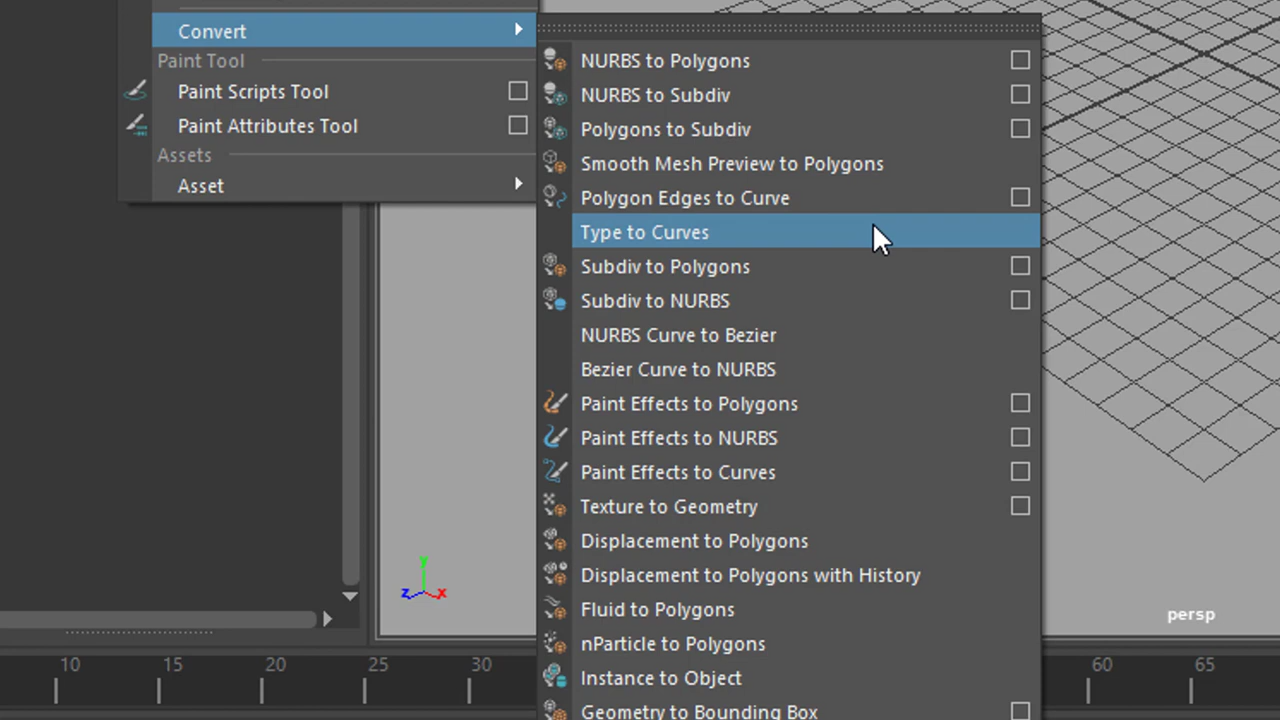 Convert
Paint Tool
Paint Scripts Tool
Paint Attributes Tool
Assets
Asset
NURBS to Polygons
NURBS to Subdiv
Polygons to Subdiv
Smooth Mesh Preview to Polygons
Polygon Edges to Curve
Type to Curves
Subdiv to Polygons
Subdiv to NURBS
NURBS Curve to Bezier
Bezier Curve to NURBS
Paint Effects to Polygons
Paint Effects to NURBS
Paint Effects to Curves
Texture to Geometry
Displacement to Polygons
Displacement to Polygons with History
Fluid to Polygons
nParticle to Polygons
Instance to Object
Geometry to Bounding Box
z x
persp
10 15 20 25 30 60 65